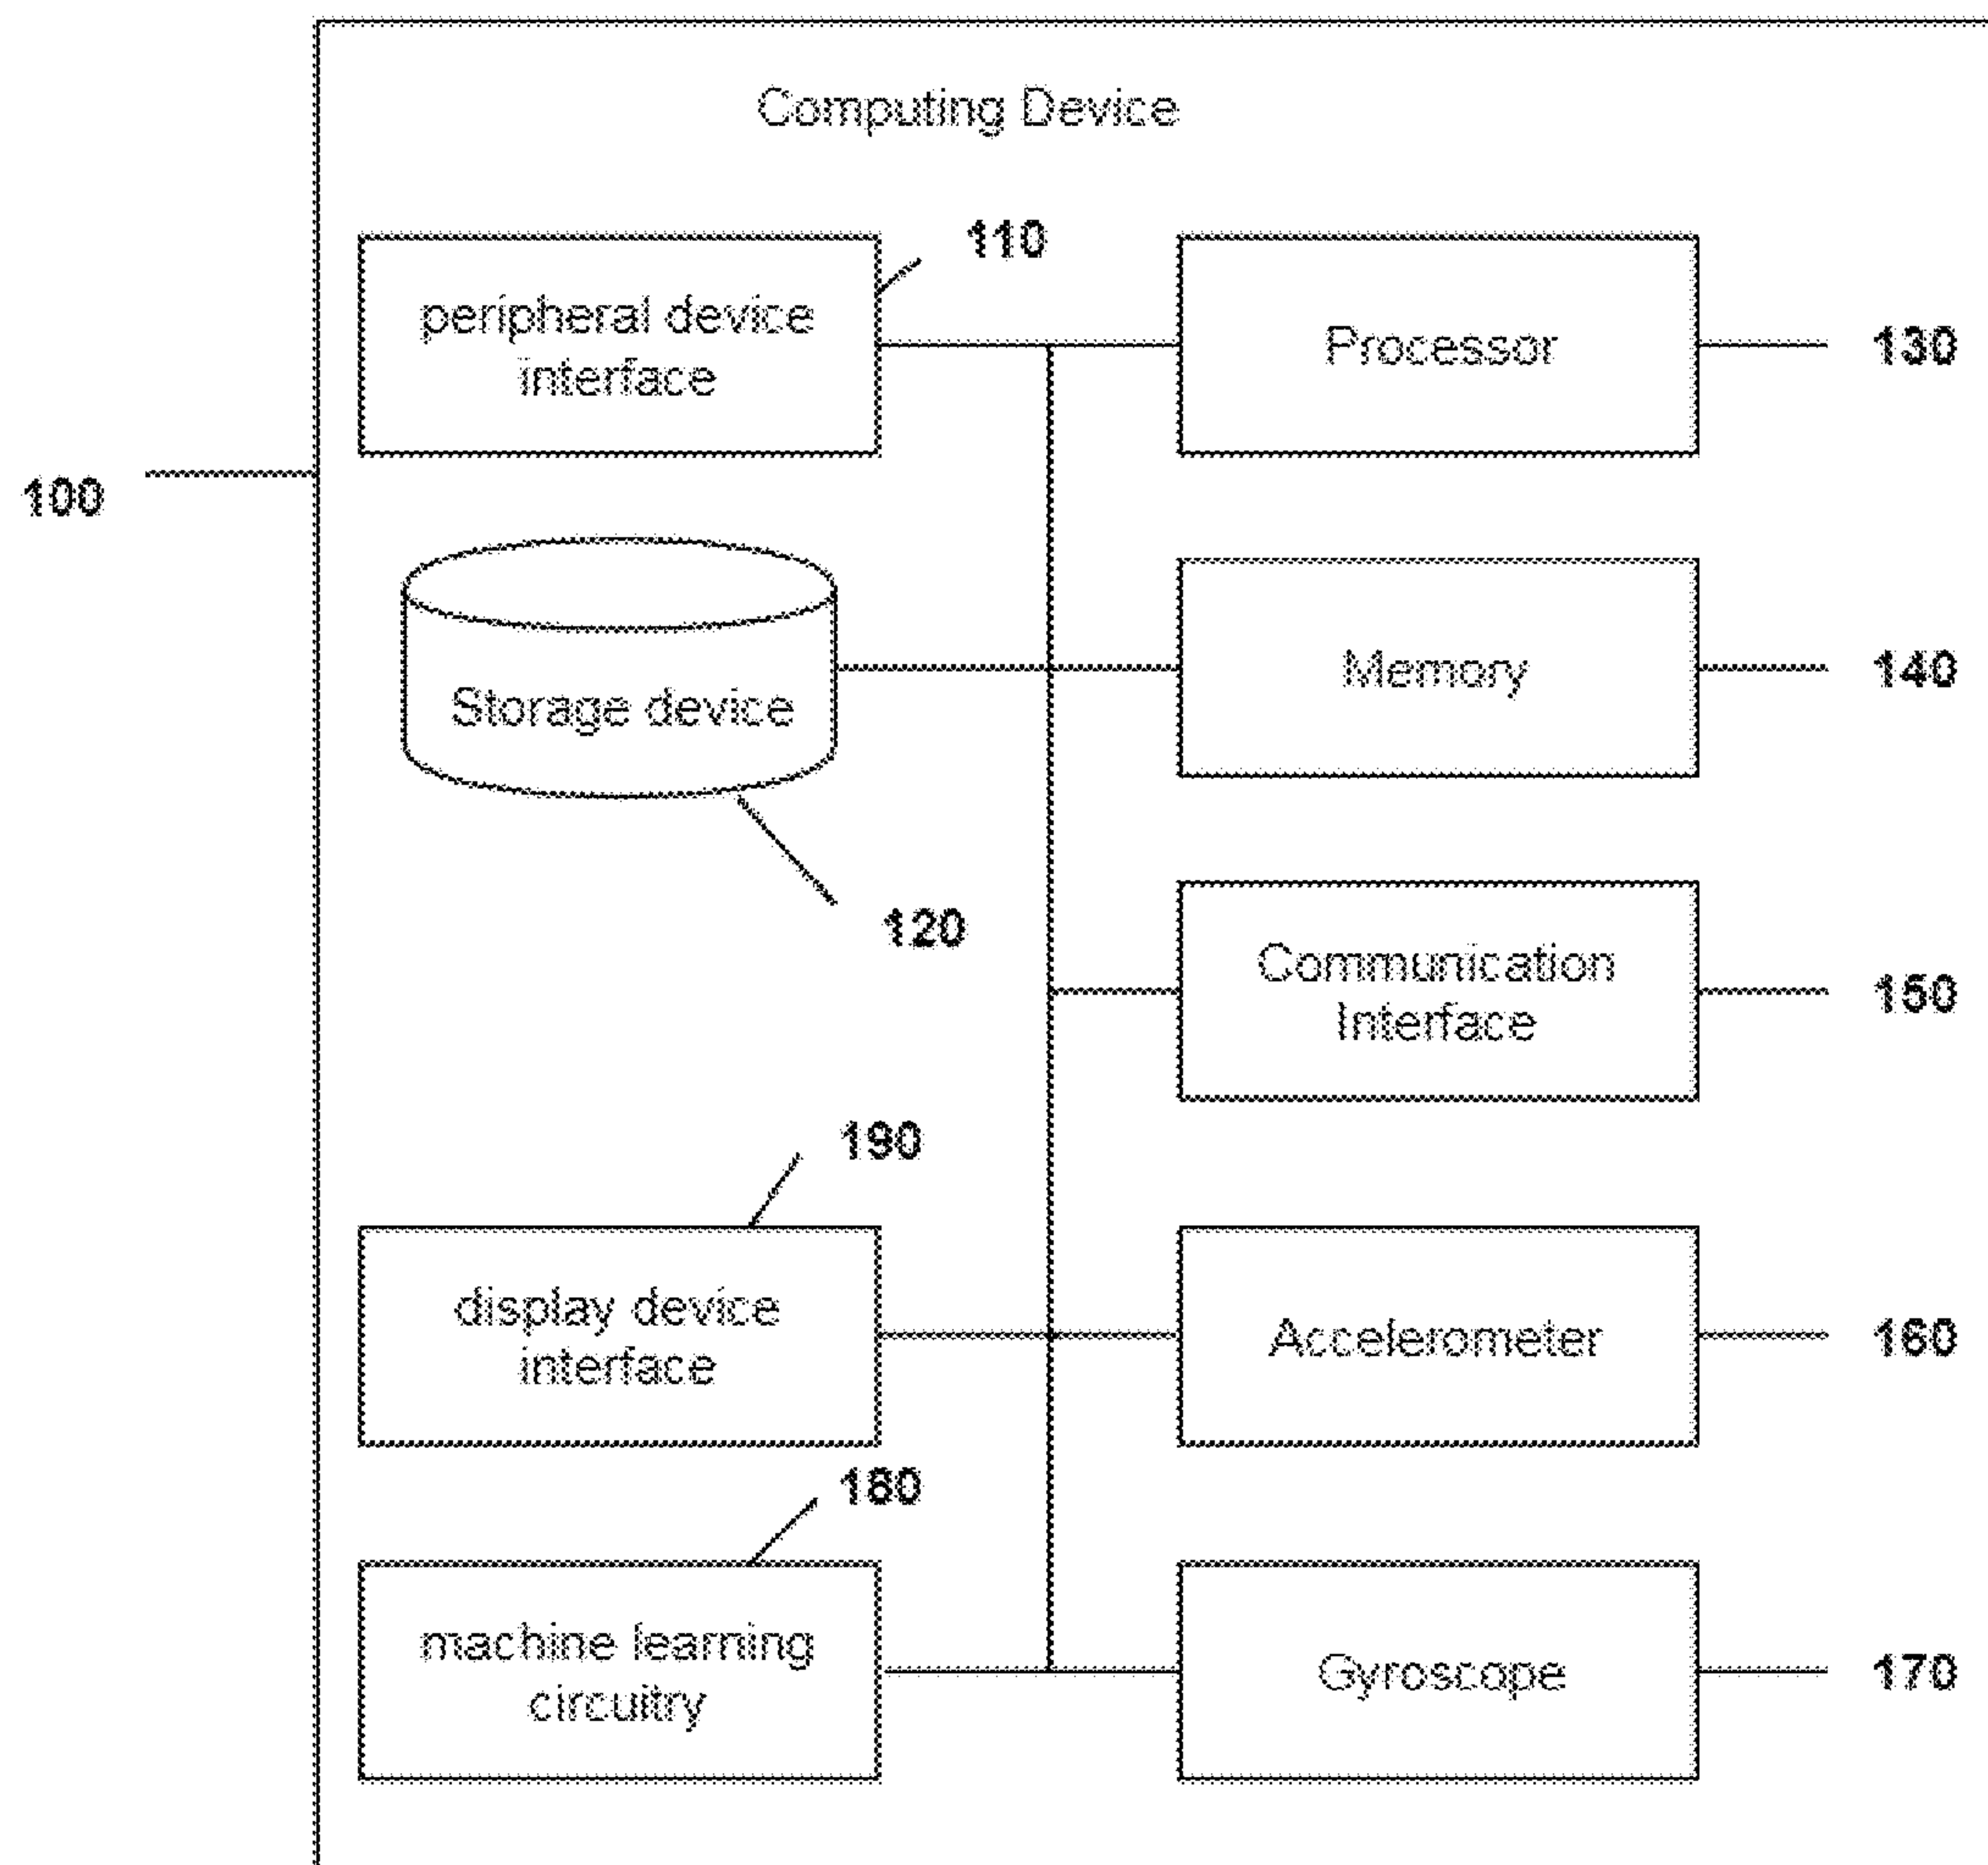 Computing Device
110
peripheral device
interface
Processor
130
100
Storage device
Memory
140
120
Communication
Interface
150
190
display device
interface
Accelerometer
160
180
machine learning
circuitry
Gyroscope
170